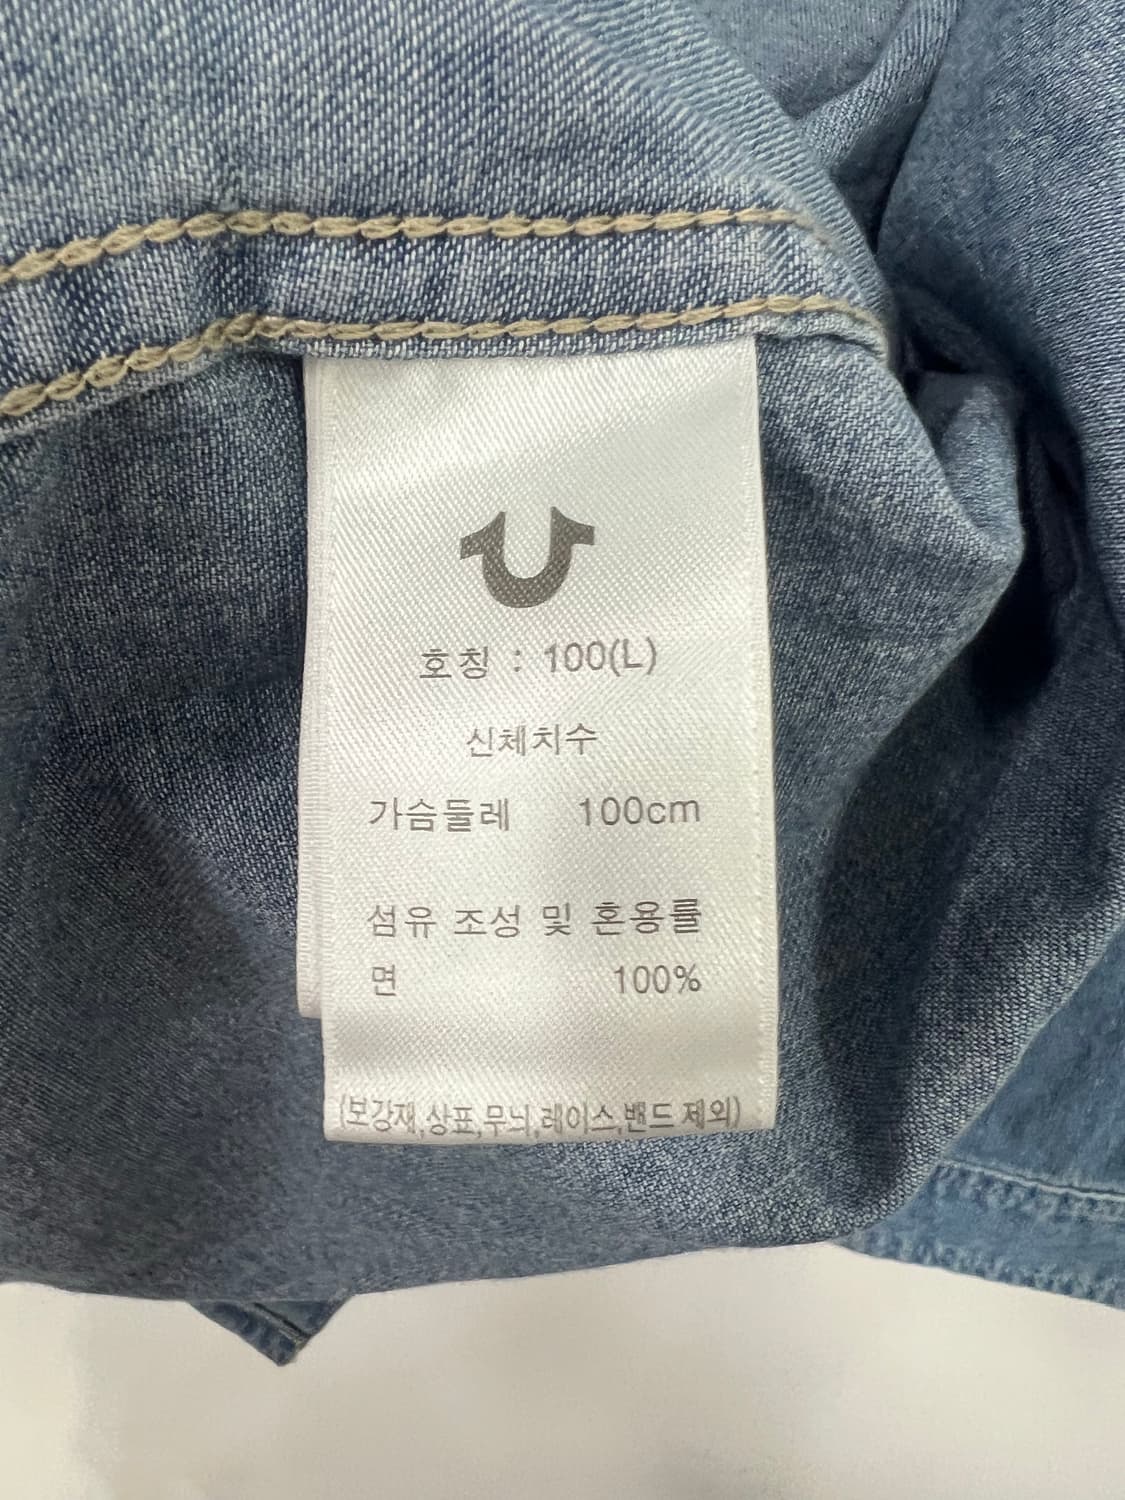 호칭 : 100(L)
신체치수
가슴둘레 100cm
섬유 조성 및 혼용률
면 100%
(보강재,상표,무늬,레이스,밴드 제외)